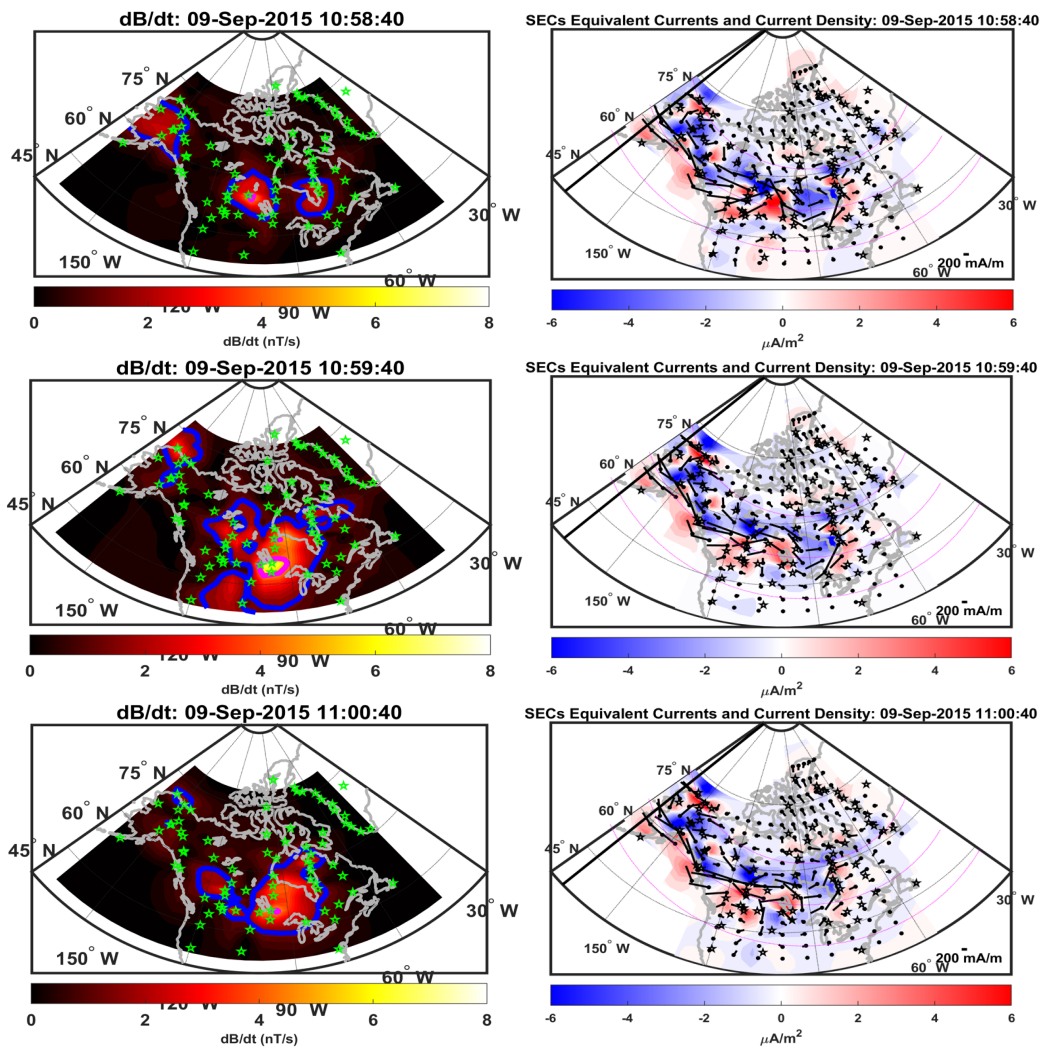 dB/dt: 09-Sep-2015 10:58:40
75° N
60° N
45° N
150° W
120 W
90 W
60° W
30° W
0 2 4 6 8
dB/dt (nT/s)
SECs Equivalent Currents and Current Density: 09-Sep-2015 10:58:40
75° N
60° N
45° N
150° W
60° W
30° W
200 mA/m
-6 -4 -2 0 2 4 6
μA/m²
dB/dt: 09-Sep-2015 10:59:40
75° N
60° N
45° N
150° W
120 W
90 W
60° W
30° W
0 2 4 6 8
dB/dt (nT/s)
SECs Equivalent Currents and Current Density: 09-Sep-2015 10:59:40
75° N
60° N
45° N
150° W
60° W
30° W
200 mA/m
-6 -4 -2 0 2 4 6
μA/m²
dB/dt: 09-Sep-2015 11:00:40
75° N
60° N
45° N
150° W
120 W
90 W
60° W
30° W
0 2 4 6 8
dB/dt (nT/s)
SECs Equivalent Currents and Current Density: 09-Sep-2015 11:00:40
75° N
60° N
45° N
150° W
60° W
30° W
200 mA/m
-6 -4 -2 0 2 4 6
μA/m²